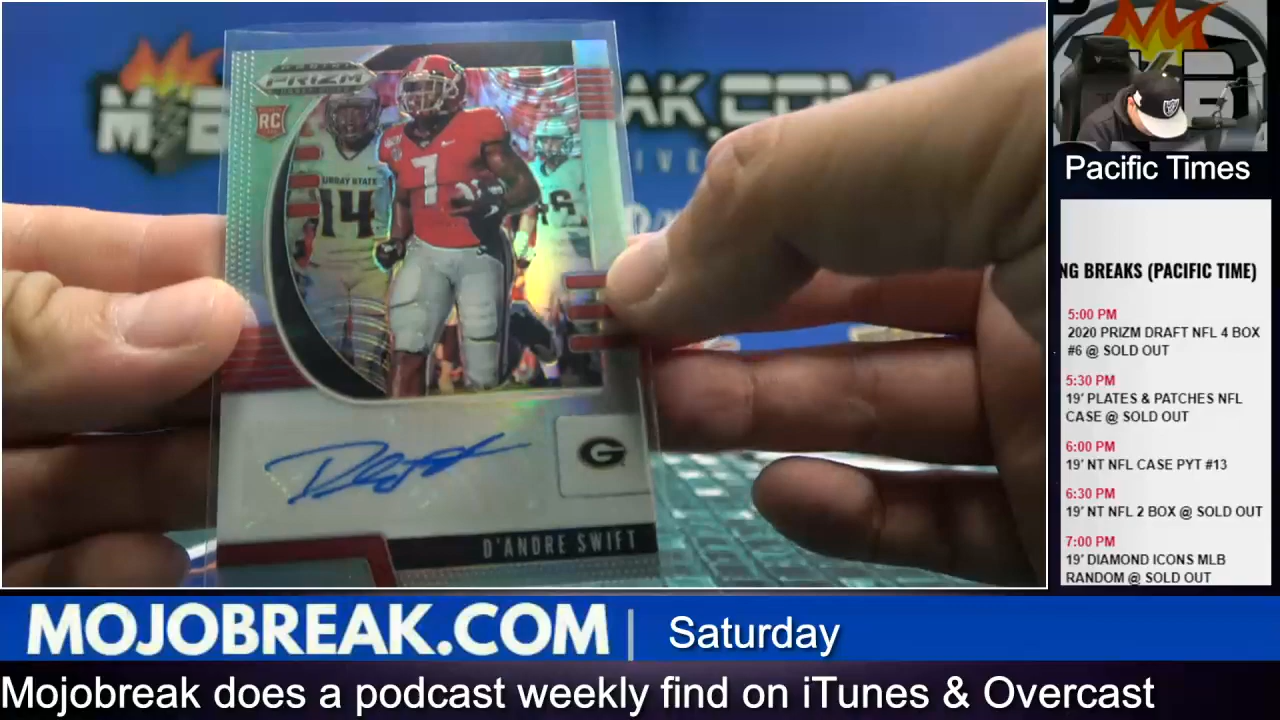 PRIZM
RC
7
14
G
D'ANDRE SWIFT
Pacific Times
NG BREAKS (PACIFIC TIME)
5:00 PM
2020 PRIZM DRAFT NFL 4 BOX
#6 @ SOLD OUT
5:30 PM
19' PLATES & PATCHES NFL
CASE @ SOLD OUT
6:00 PM
19' NT NFL CASE PYT #13
6:30 PM
19' NT NFL 2 BOX @ SOLD OUT
7:00 PM
19' DIAMOND ICONS MLB
RANDOM @ SOLD OUT
MOJOBREAK.COM | Saturday
Mojobreak does a podcast weekly find on iTunes & Overcast